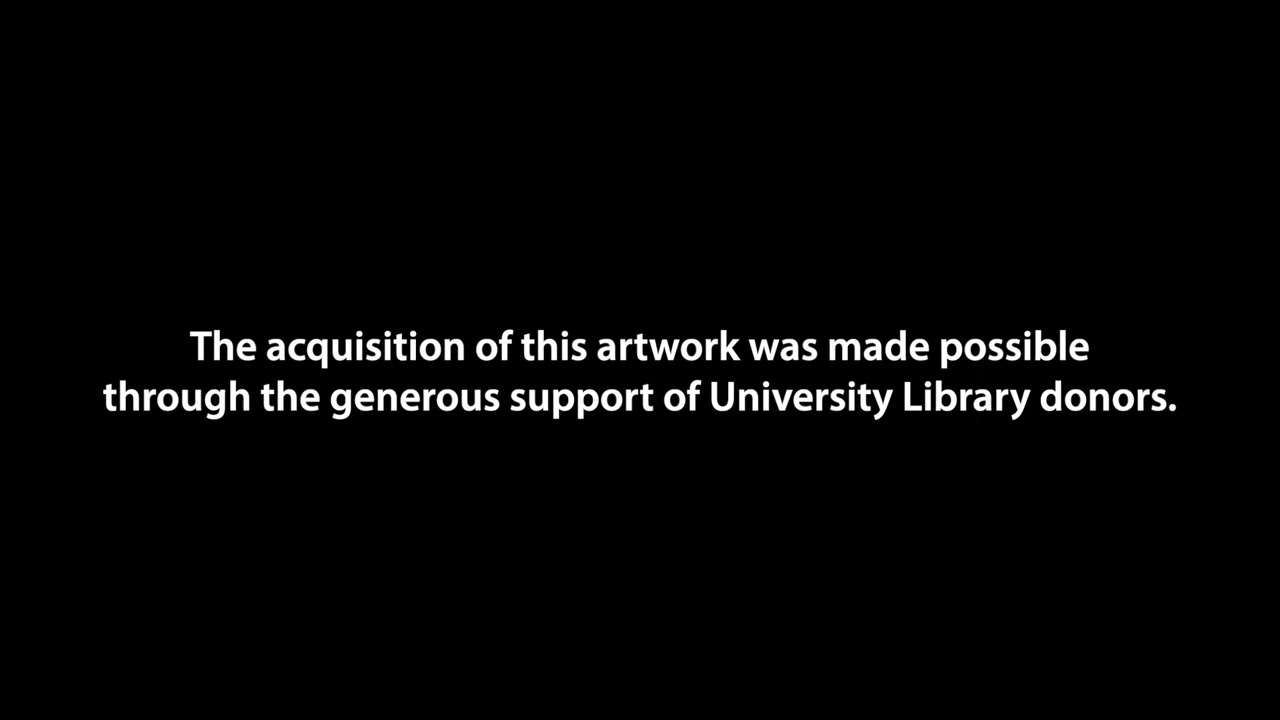 The acquisition of this artwork was made possible
through the generous support of University Library donors.